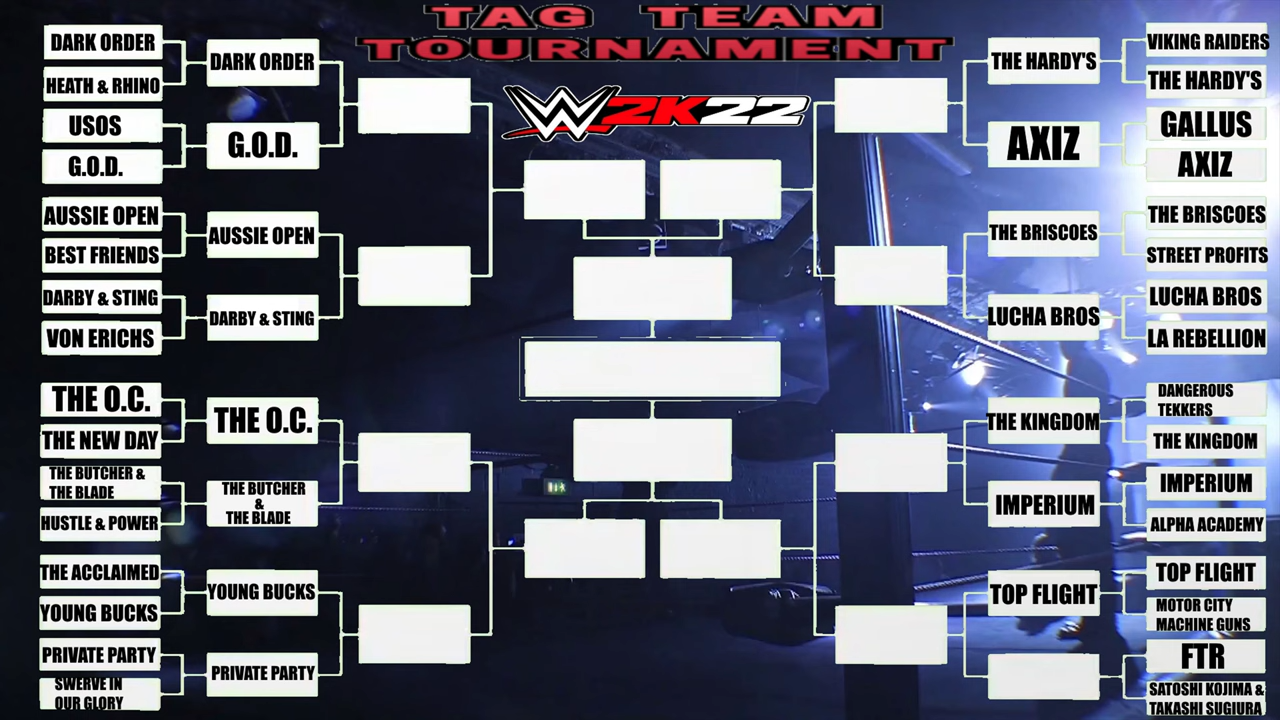 TAG TEAM
TOURNAMENT
W 2K22
DARK ORDER
HEATH & RHINO
USOS
G.O.D.
AUSSIE OPEN
BEST FRIENDS
DARBY & STING
VON ERICHS
THE O.C.
THE NEW DAY
THE BUTCHER &
THE BLADE
HUSTLE & POWER
THE ACCLAIMED
YOUNG BUCKS
PRIVATE PARTY
SWERVE IN
OUR GLORY
DARK ORDER
G.O.D.
AUSSIE OPEN
DARBY & STING
THE O.C.
THE BUTCHER
&
THE BLADE
YOUNG BUCKS
PRIVATE PARTY
THE HARDY'S
AXIZ
THE BRISCOES
LUCHA BROS
THE KINGDOM
IMPERIUM
TOP FLIGHT
VIKING RAIDERS
THE HARDY'S
GALLUS
AXIZ
THE BRISCOES
STREET PROFITS
LUCHA BROS
LA REBELLION
DANGEROUS
TEKKERS
THE KINGDOM
IMPERIUM
ALPHA ACADEMY
TOP FLIGHT
MOTOR CITY
MACHINE GUNS
FTR
SATOSHI KOJIMA &
TAKASHI SUGIURA